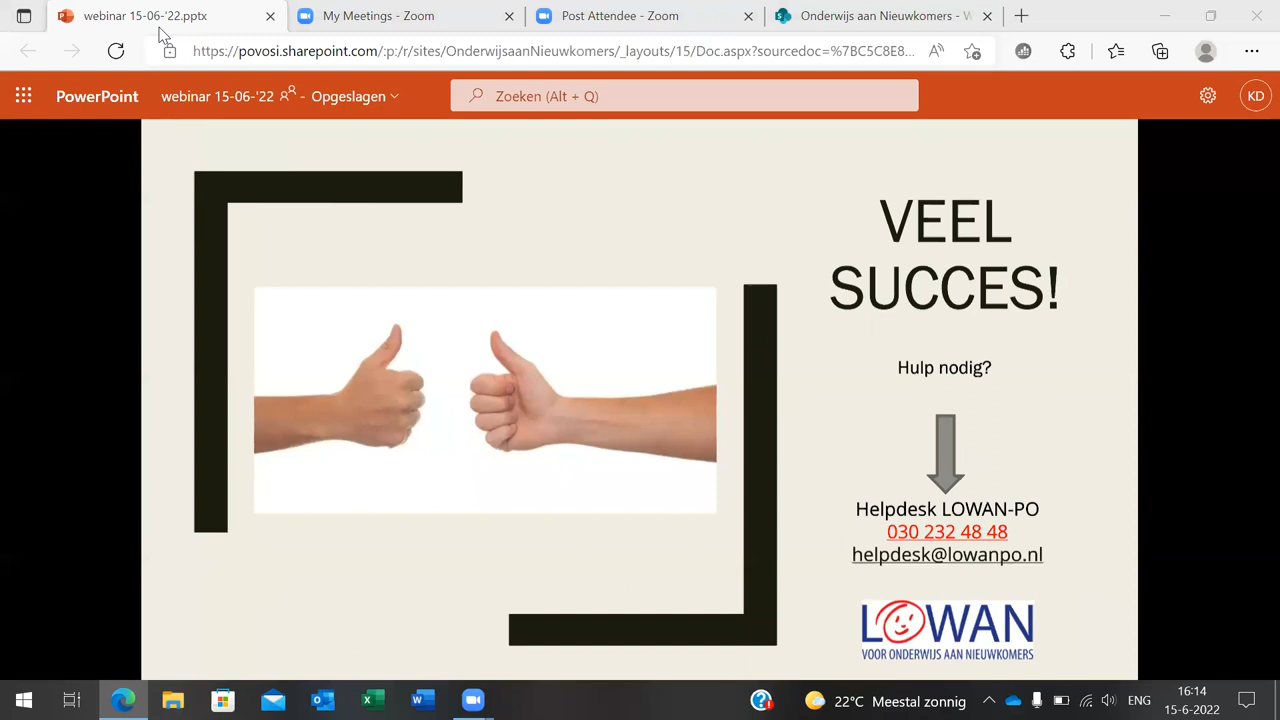 webinar 15-06-'22.pptx
My Meetings - Zoom
Post Attendee - Zoom
Onderwijs aan Nieuwkomers - W
https://povosi.sharepoint.com/:p:/r/sites/OnderwijsaanNieuwkomers/_layouts/15/Doc.aspx?sourcedoc=%7BC5C8E8...
PowerPoint
webinar 15-06-'22 - Opgeslagen
Zoeken (Alt + Q)
KD
VEEL
SUCCES!
Hulp nodig?
Helpdesk LOWAN-PO
030 232 48 48
helpdesk@lowanpo.nl
LOWAN
VOOR ONDERWIJS AAN NIEUWKOMERS
22°C Meestal zonnig
ENG
16:14
15-6-2022